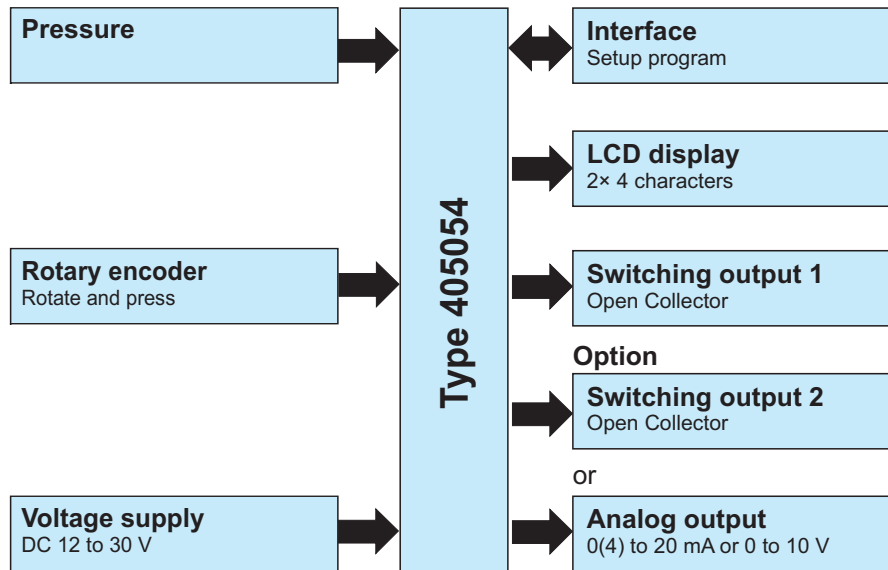 Pressure
Rotary encoder
Rotate and press
Voltage supply
DC 12 to 30 V
Type 405054
Interface
Setup program
LCD display
2× 4 characters
Switching output 1
Open Collector
Option
Switching output 2
Open Collector
or
Analog output
0(4) to 20 mA or 0 to 10 V